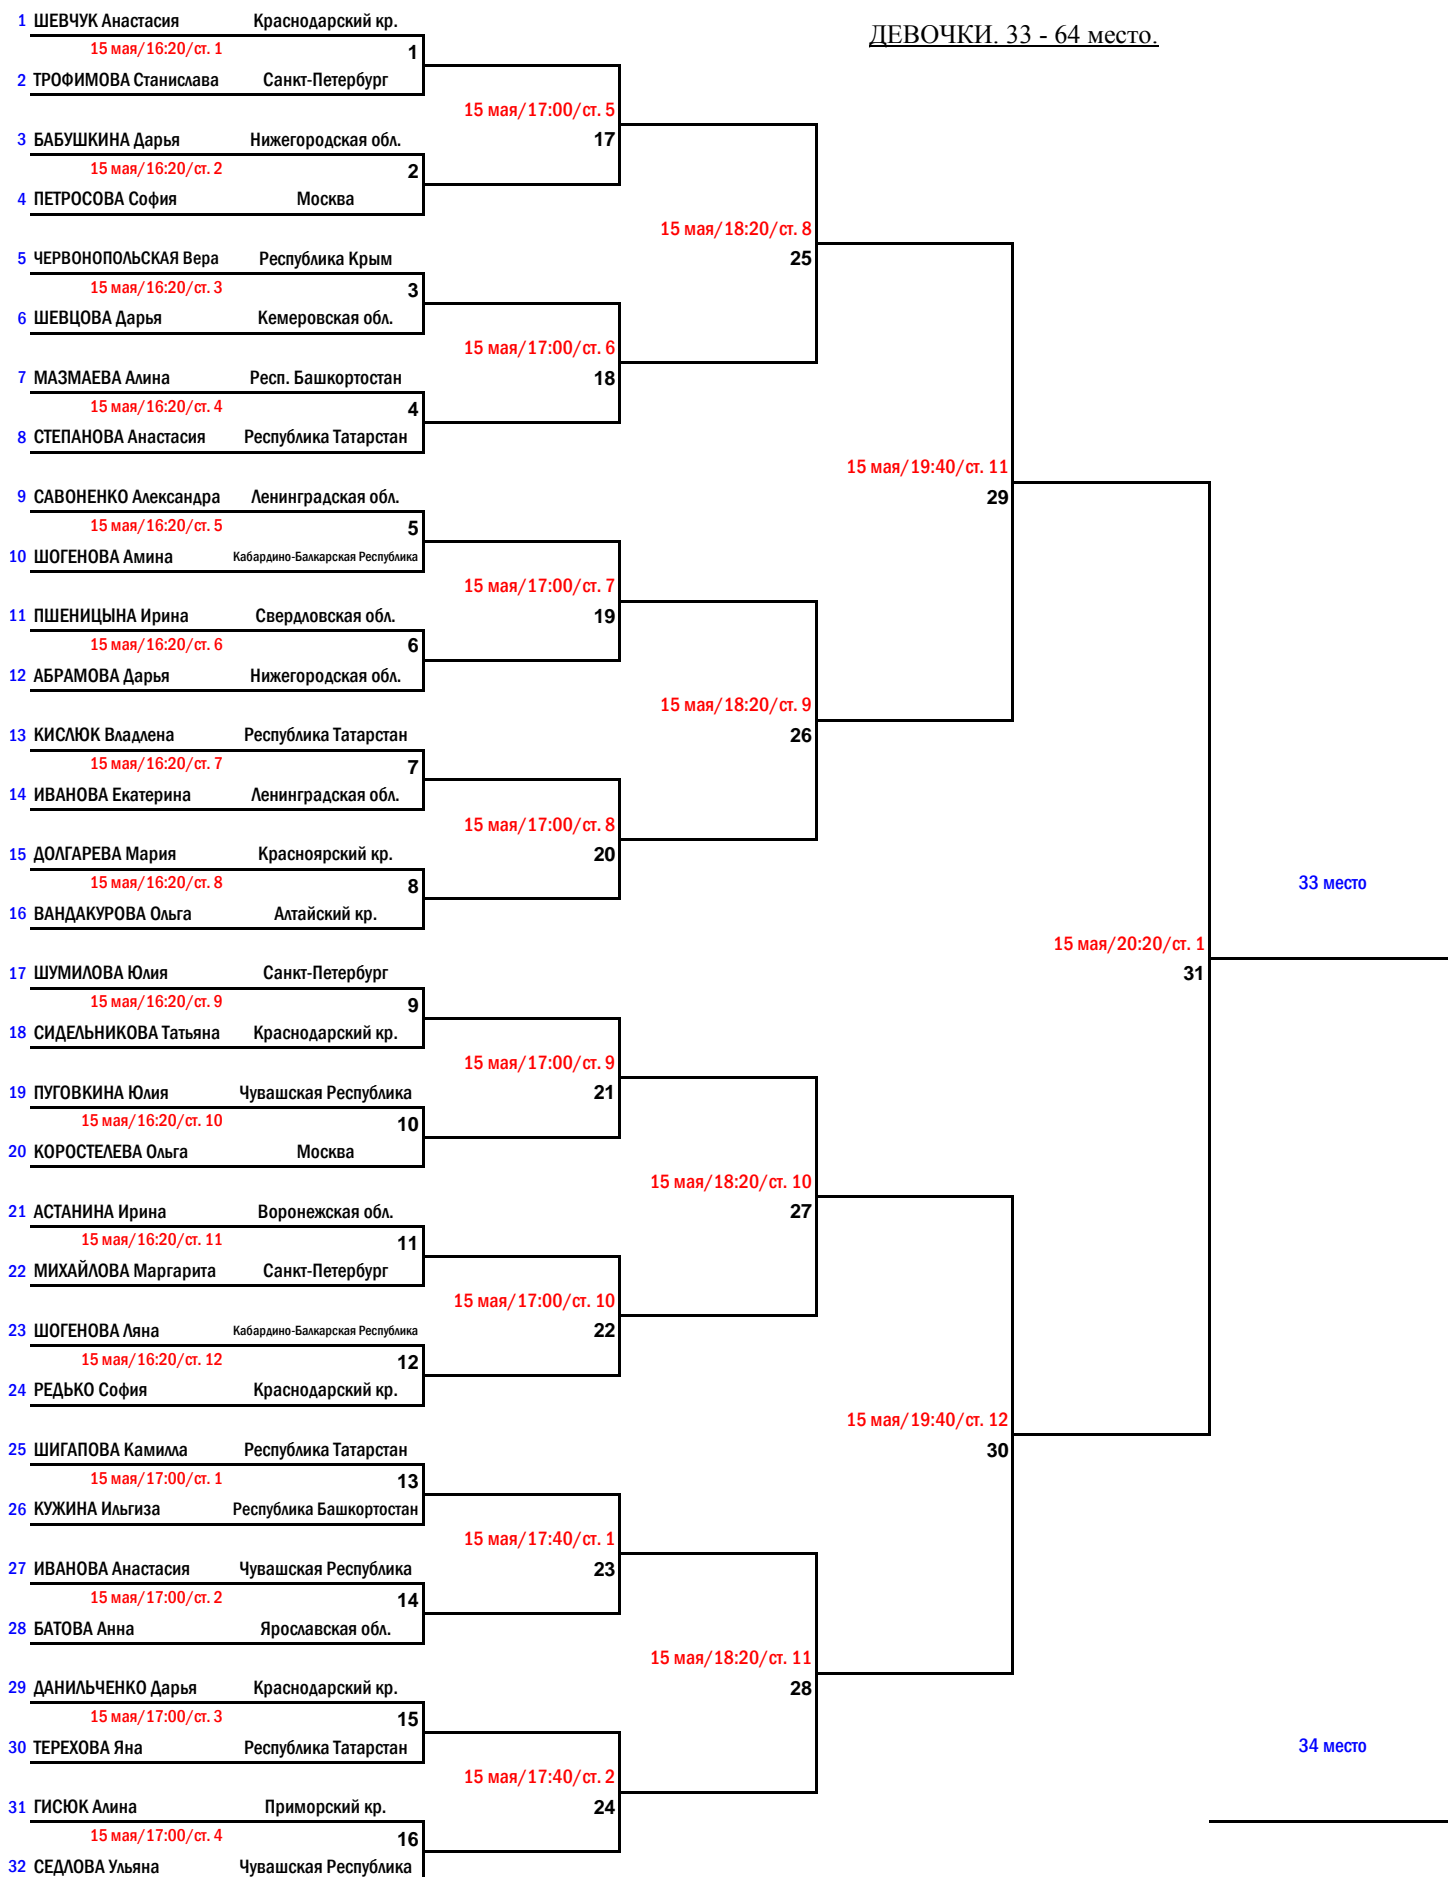 ДЕВОЧКИ. 33 - 64 место.
1 ШЕВЧУК Анастасия Краснодарский кр.
15 мая/16:20/ст. 1 1
2 ТРОФИМОВА Станислава Санкт-Петербург
15 мая/17:00/ст. 5
17
3 БАБУШКИНА Дарья Нижегородская обл.
15 мая/16:20/ст. 2 2
4 ПЕТРОСОВА София Москва
15 мая/18:20/ст. 8
25
5 ЧЕРВОНОПОЛЬСКАЯ Вера Республика Крым
15 мая/16:20/ст. 3 3
6 ШЕВЦОВА Дарья Кемеровская обл.
15 мая/17:00/ст. 6
18
7 МАЗМАЕВА Алина Респ. Башкортостан
15 мая/16:20/ст. 4 4
8 СТЕПАНОВА Анастасия Республика Татарстан
15 мая/19:40/ст. 11
29
9 САВОНЕНКО Александра Ленинградская обл.
15 мая/16:20/ст. 5 5
10 ШОГЕНОВА Амина Кабардино-Балкарская Республика
15 мая/17:00/ст. 7
19
11 ПШЕНИЦЫНА Ирина Свердловская обл.
15 мая/16:20/ст. 6 6
12 АБРАМОВА Дарья Нижегородская обл.
15 мая/18:20/ст. 9
26
13 КИСЛЮК Владлена Республика Татарстан
15 мая/16:20/ст. 7 7
14 ИВАНОВА Екатерина Ленинградская обл.
15 мая/17:00/ст. 8
20
15 ДОЛГАРЕВА Мария Красноярский кр.
15 мая/16:20/ст. 8 8
33 место
16 ВАНДАКУРОВА Ольга Алтайский кр.
15 мая/20:20/ст. 1
31
17 ШУМИЛОВА Юлия Санкт-Петербург
15 мая/16:20/ст. 9 9
18 СИДЕЛЬНИКОВА Татьяна Краснодарский кр.
15 мая/17:00/ст. 9
21
19 ПУГОВКИНА Юлия Чувашская Республика
15 мая/16:20/ст. 10 10
20 КОРОСТЕЛЕВА Ольга Москва
15 мая/18:20/ст. 10
27
21 АСТАНИНА Ирина Воронежская обл.
15 мая/16:20/ст. 11 11
22 МИХАЙЛОВА Маргарита Санкт-Петербург
15 мая/17:00/ст. 10
22
23 ШОГЕНОВА Ляна Кабардино-Балкарская Республика
15 мая/16:20/ст. 12 12
24 РЕДЬКО София Краснодарский кр.
15 мая/19:40/ст. 12
30
25 ШИГАПОВА Камилла Республика Татарстан
15 мая/17:00/ст. 1 13
26 КУЖИНА Ильгиза Республика Башкортостан
15 мая/17:40/ст. 1
23
27 ИВАНОВА Анастасия Чувашская Республика
15 мая/17:00/ст. 2 14
28 БАТОВА Анна Ярославская обл.
15 мая/18:20/ст. 11
28
29 ДАНИЛЬЧЕНКО Дарья Краснодарский кр.
15 мая/17:00/ст. 3 15
30 ТЕРЕХОВА Яна Республика Татарстан
34 место
15 мая/17:40/ст. 2
24
31 ГИСЮК Алина Приморский кр.
15 мая/17:00/ст. 4 16
32 СЕДЛОВА Ульяна Чувашская Республика